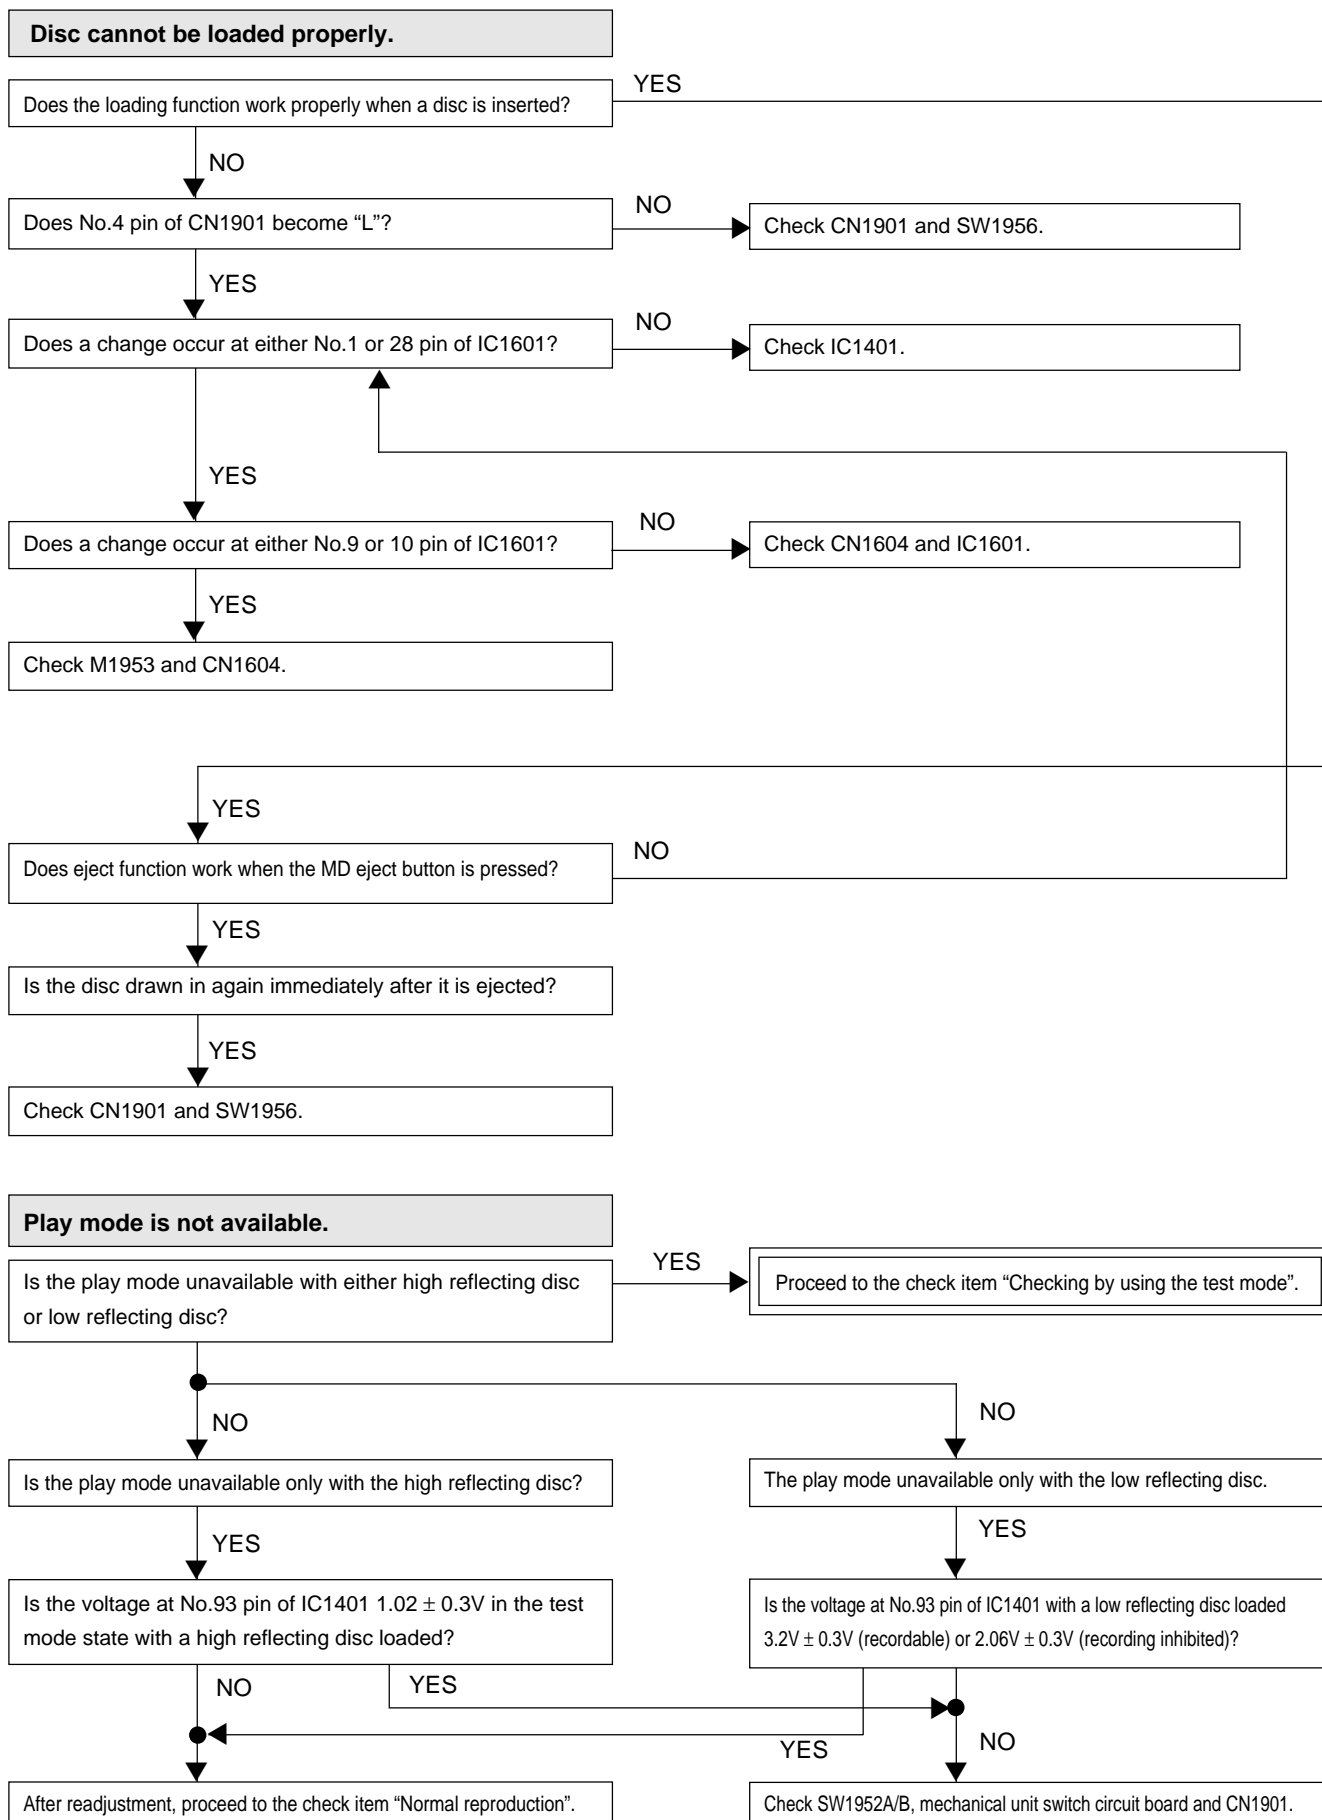 Disc cannot be loaded properly.
YES
Does the loading function work properly when a disc is inserted?
NO
Does No.4 pin of CN1901 become “L”?
NO
Check CN1901 and SW1956.
YES
Does a change occur at either No.1 or 28 pin of IC1601?
NO
Check IC1401.
YES
Does a change occur at either No.9 or 10 pin of IC1601?
NO
Check CN1604 and IC1601.
YES
Check M1953 and CN1604.
YES
Does eject function work when the MD eject button is pressed?
NO
YES
Is the disc drawn in again immediately after it is ejected?
YES
Check CN1901 and SW1956.
Play mode is not available.
Is the play mode unavailable with either high reflecting disc
or low reflecting disc?
YES
Proceed to the check item “Checking by using the test mode”.
NO
NO
Is the play mode unavailable only with the high reflecting disc?
The play mode unavailable only with the low reflecting disc.
YES
YES
Is the voltage at No.93 pin of IC1401 1.02 ± 0.3V in the test
mode state with a high reflecting disc loaded?
Is the voltage at No.93 pin of IC1401 with a low reflecting disc loaded
3.2V ± 0.3V (recordable) or 2.06V ± 0.3V (recording inhibited)?
NO
YES
YES
NO
After readjustment, proceed to the check item “Normal reproduction”.
Check SW1952A/B, mechanical unit switch circuit board and CN1901.